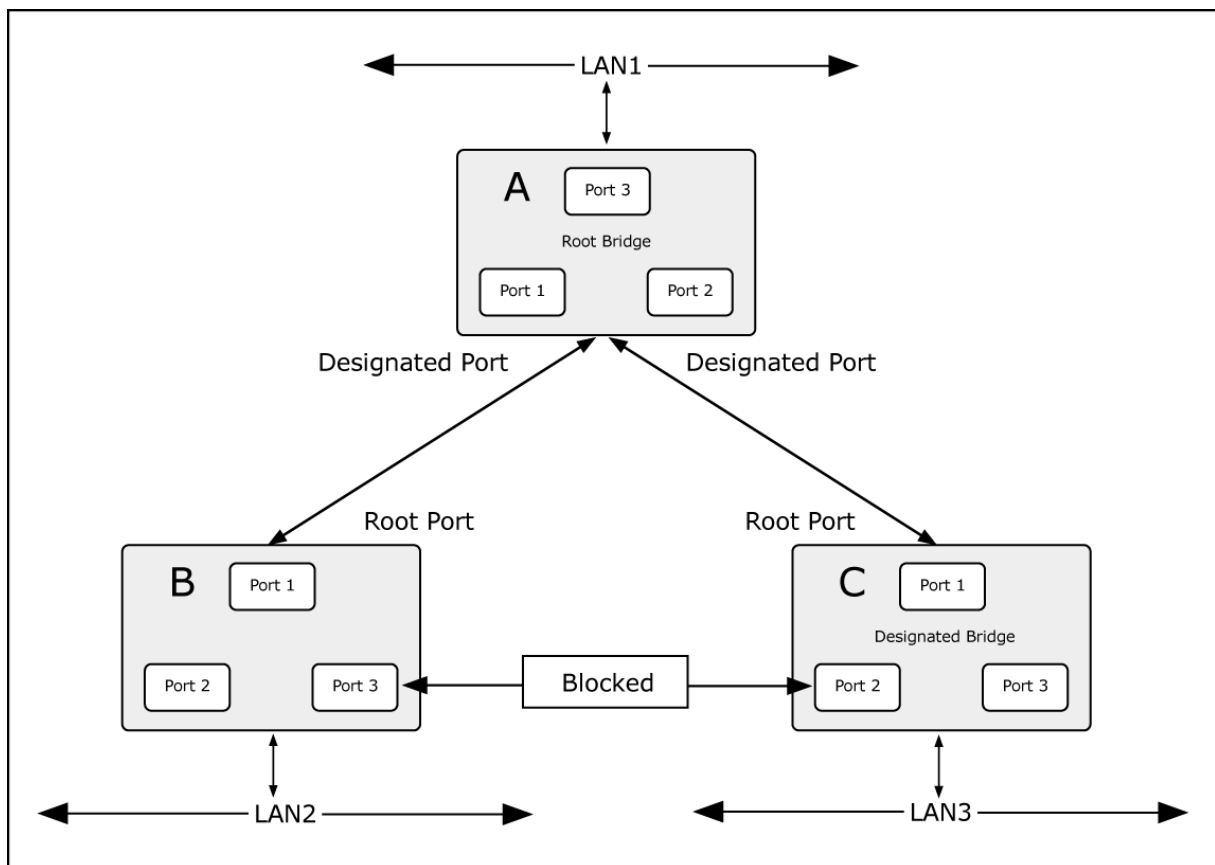 LAN1
A
Port 3
Root Bridge
Port 1
Port 2
Designated Port
Designated Port
Root Port
Root Port
B
Port 1
Port 2
Port 3
Blocked
C
Port 1
Designated Bridge
Port 2
Port 3
LAN2
LAN3